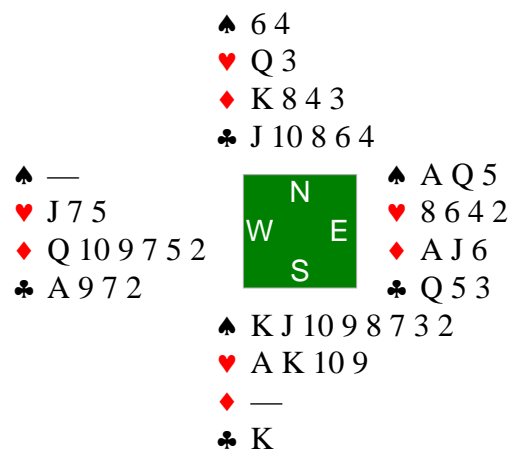 ♠ 6 4
♥ Q 3
♦ K 8 4 3
♣ J 10 8 6 4
♠ —
♥ J 7 5
♦ Q 10 9 7 5 2
♣ A 9 7 2
N
W E
S
♠ A Q 5
♥ 8 6 4 2
♦ A J 6
♣ Q 5 3
♠ K J 10 9 8 7 3 2
♥ A K 10 9
♦ —
♣ K